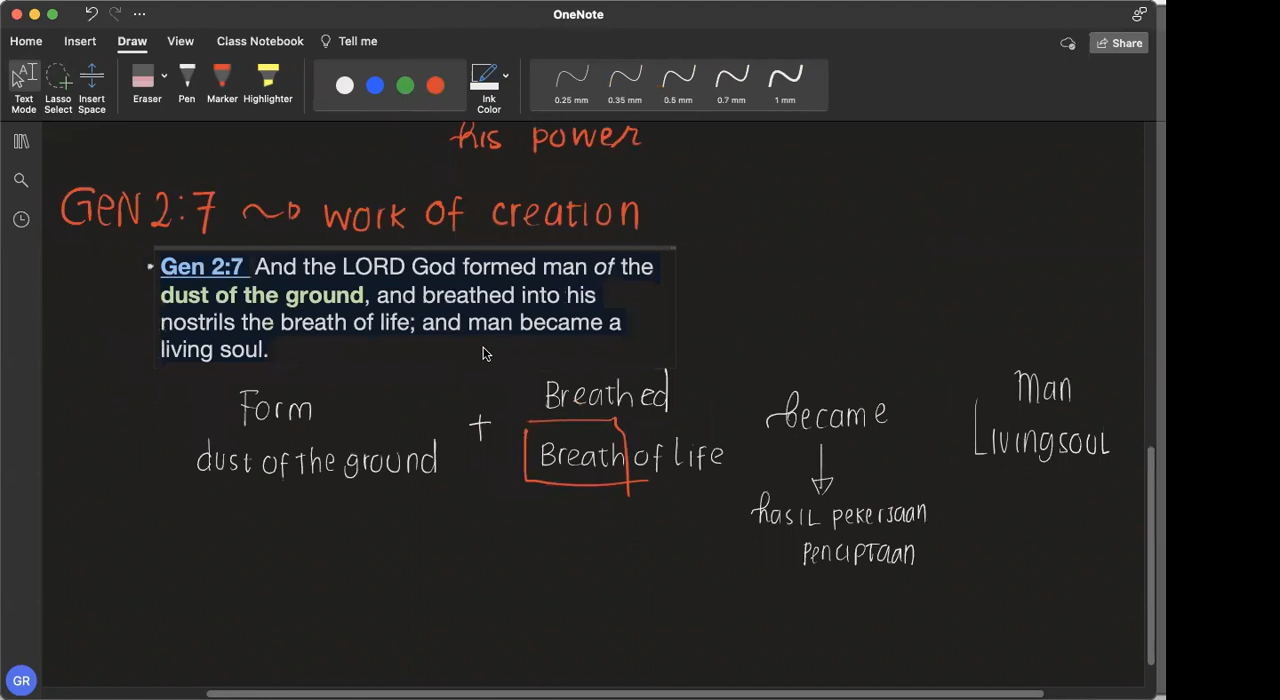 OneNote
Home Insert Draw View Class Notebook Tell me
Share
Text Mode
Lasso Select
Insert Space
Eraser
Pen
Marker
Highlighter
Ink Color
0.25 mm
0.35 mm
0.5 mm
0.7 mm
1 mm
his power
GeN 2:7 work of creation
Gen 2:7 And the LORD God formed man of the
dust of the ground, and breathed into his
nostrils the breath of life; and man became a
living soul.
Form
dust of the ground
+
Breathed
Breath of life
became
hasil pekerjaan
penciptaan
Man
Living soul
GR